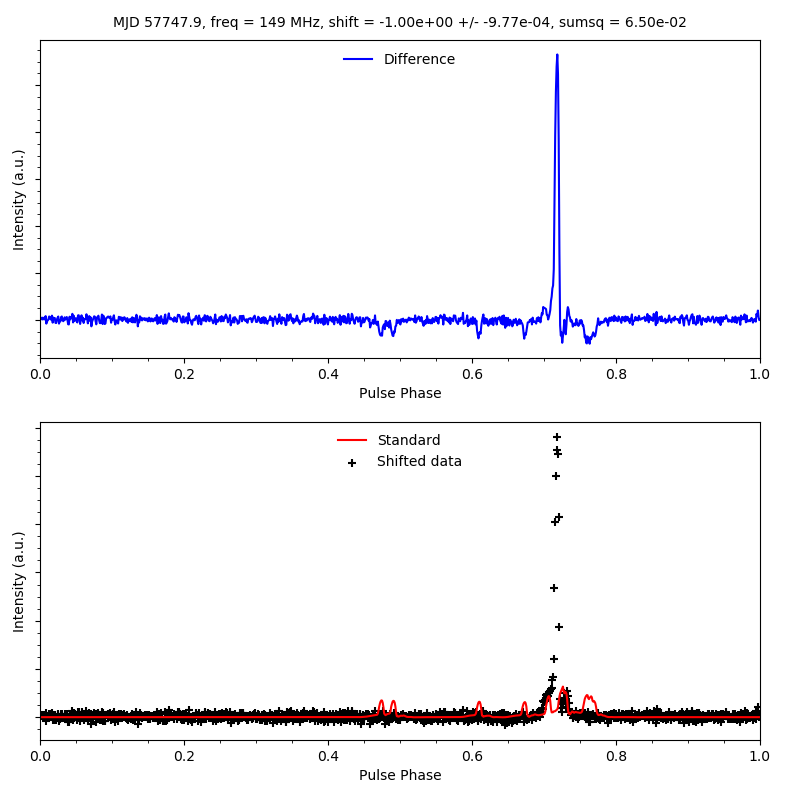 MJD 57747.9, freq = 149 MHz, shift = -1.00e+00 +/- -9.77e-04, sumsq = 6.50e-02
Difference
Intensity (a.u.)
0.0 0.2 0.4 0.6 0.8 1.0
Pulse Phase
Standard
Shifted data
Intensity (a.u.)
0.0 0.2 0.4 0.6 0.8 1.0
Pulse Phase